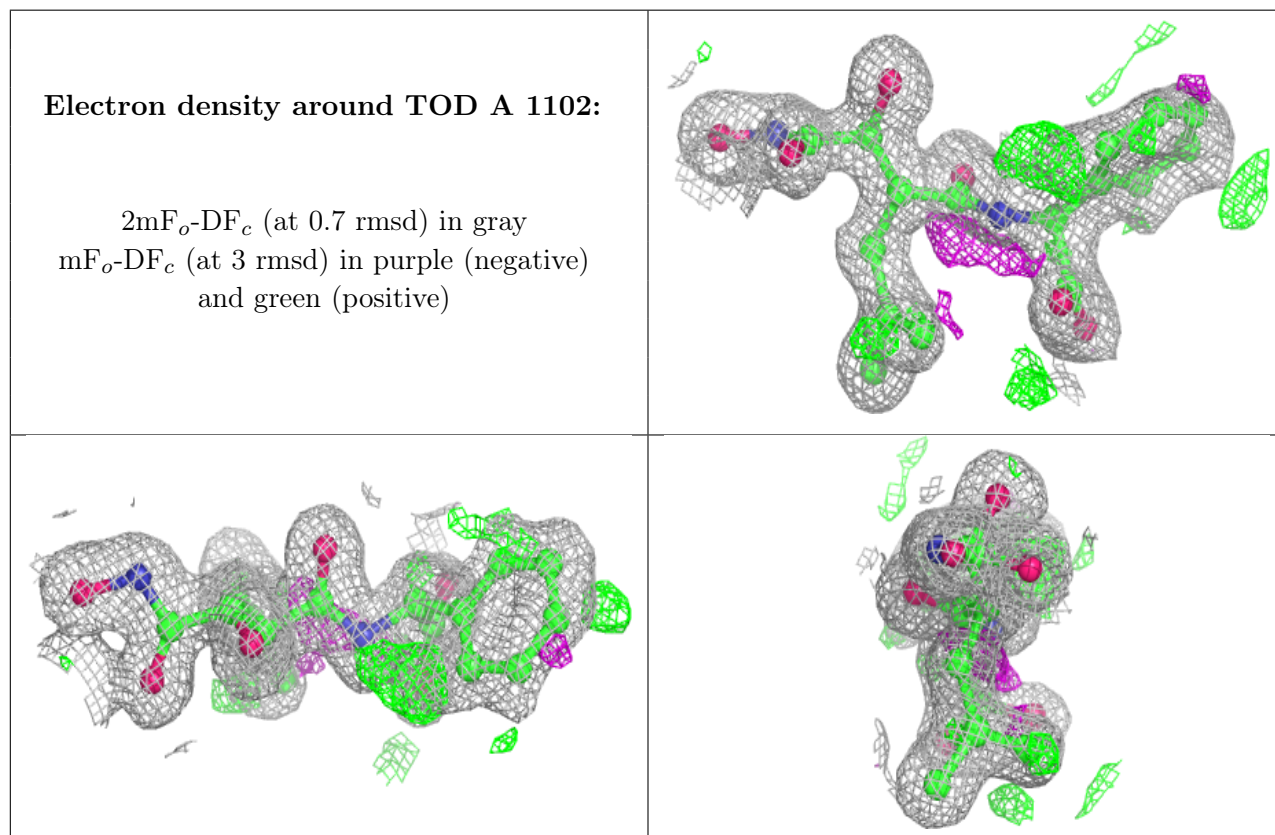 Electron density around TOD A 1102:
2mFₒ-DF𝒸 (at 0.7 rmsd) in gray
mFₒ-DF𝒸 (at 3 rmsd) in purple (negative)
and green (positive)